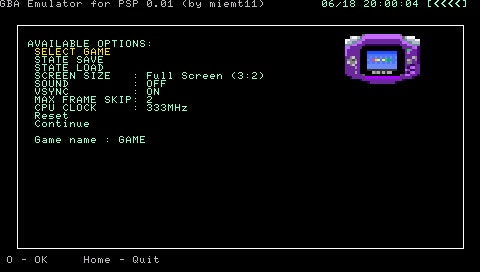 GBA Emulator for PSP 0.01 (by miemt11) 06/18 20:00:04 [<<<<]
AVAILABLE OPTIONS:
SELECT GAME
STATE SAVE
STATE LOAD
SCREEN SIZE : Full Screen (3:2)
SOUND : OFF
VSYNC : ON
MAX FRAME SKIP: 2
CPU CLOCK : 333MHz
Reset
Continue
Game name : GAME
O - OK Home - Quit